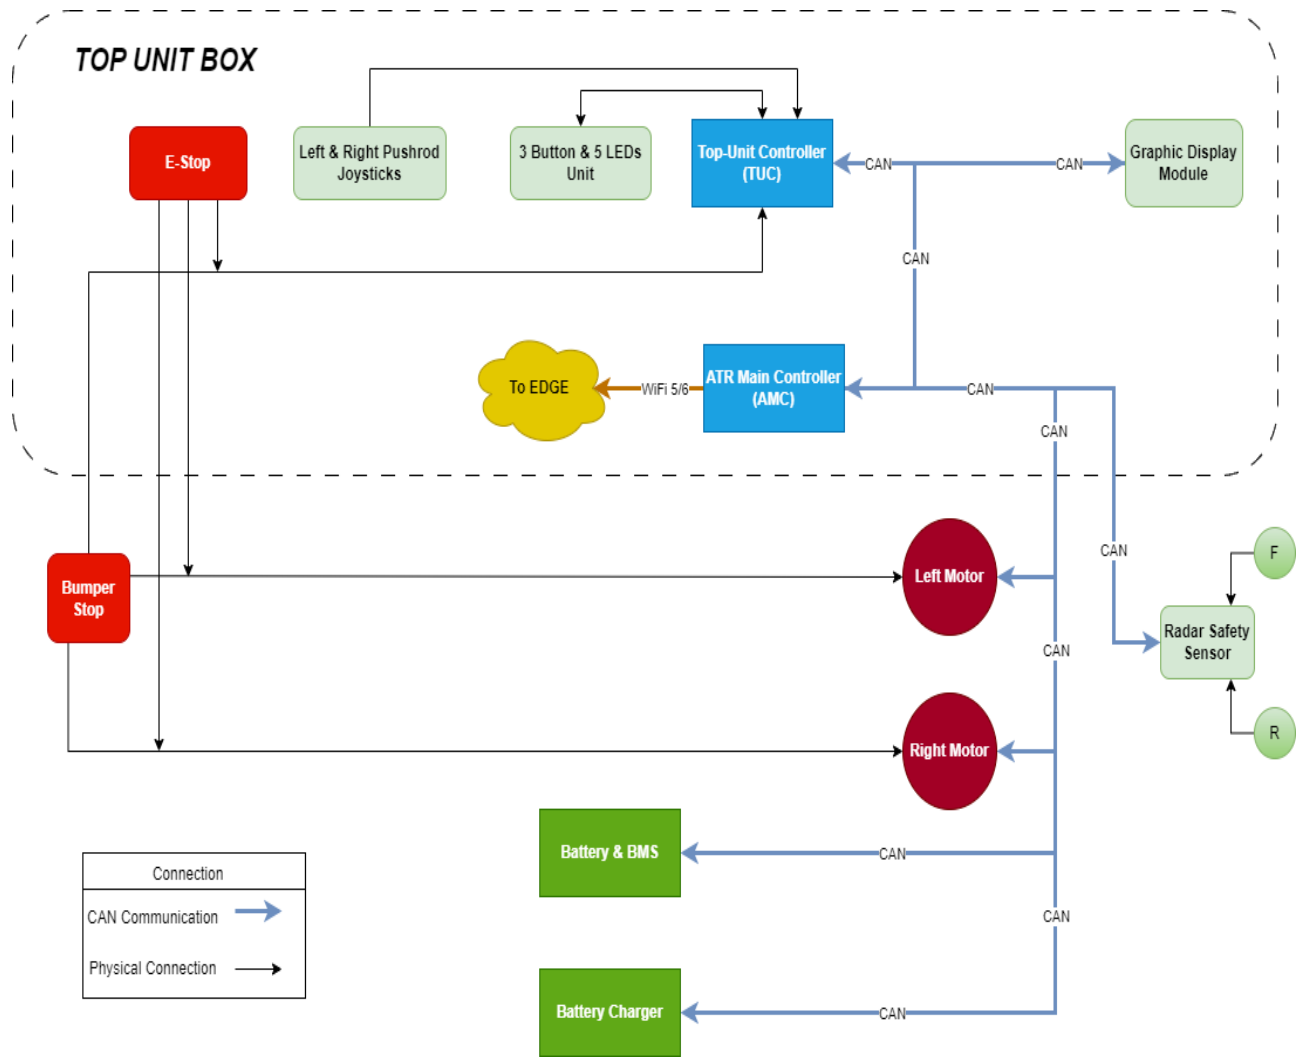 TOP UNIT BOX
E-Stop
Left & Right Pushrod
Joysticks
3 Button & 5 LEDs
Unit
Top-Unit Controller
(TUC)
CAN
CAN
Graphic Display
Module
CAN
To EDGE
WiFi 5/6
ATR Main Controller
(AMC)
CAN
CAN
CAN
Bumper
Stop
Left Motor
F
Radar Safety
Sensor
CAN
R
Right Motor
Battery & BMS
CAN
CAN
Battery Charger
CAN
Connection
CAN Communication
Physical Connection